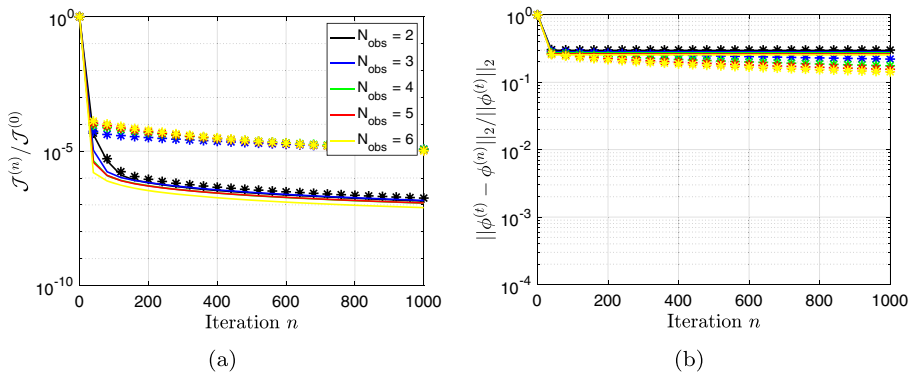 10^0
10^-5
10^-10
0
200
400
600
800
1000
Iteration n
J^(n)/J^(0)
N_obs = 2
N_obs = 3
N_obs = 4
N_obs = 5
N_obs = 6
(a)
10^0
10^-1
10^-2
10^-3
10^-4
0
200
400
600
800
1000
Iteration n
||ϕ^(t) − ϕ^(n)||_2/||ϕ^(t)||_2
(b)